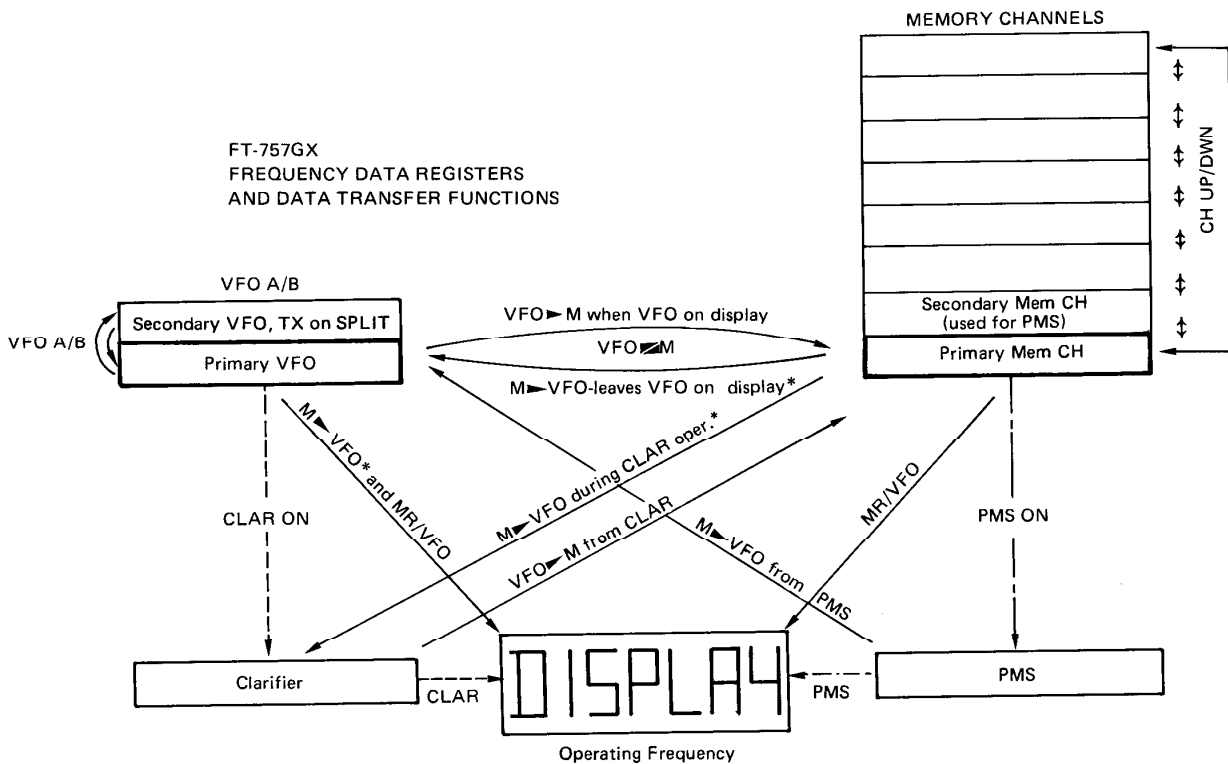 MEMORY CHANNELS
FT-757GX
FREQUENCY DATA REGISTERS
AND DATA TRANSFER FUNCTIONS
CH UP/DWN
VFO A/B
Secondary VFO, TX on SPLIT
VFO A/B
Primary VFO
VFO►M when VFO on display
VFO M
M►VFO-leaves VFO on display*
Secondary Mem CH
(used for PMS)
Primary Mem CH
CLAR ON
M►VFO* and MR/VFO
M►VFO during CLAR oper.*
VFO►M from CLAR
M►VFO from PMS
MR/VFO
PMS ON
Clarifier
CLAR
DISPLAY
PMS
PMS
Operating Frequency